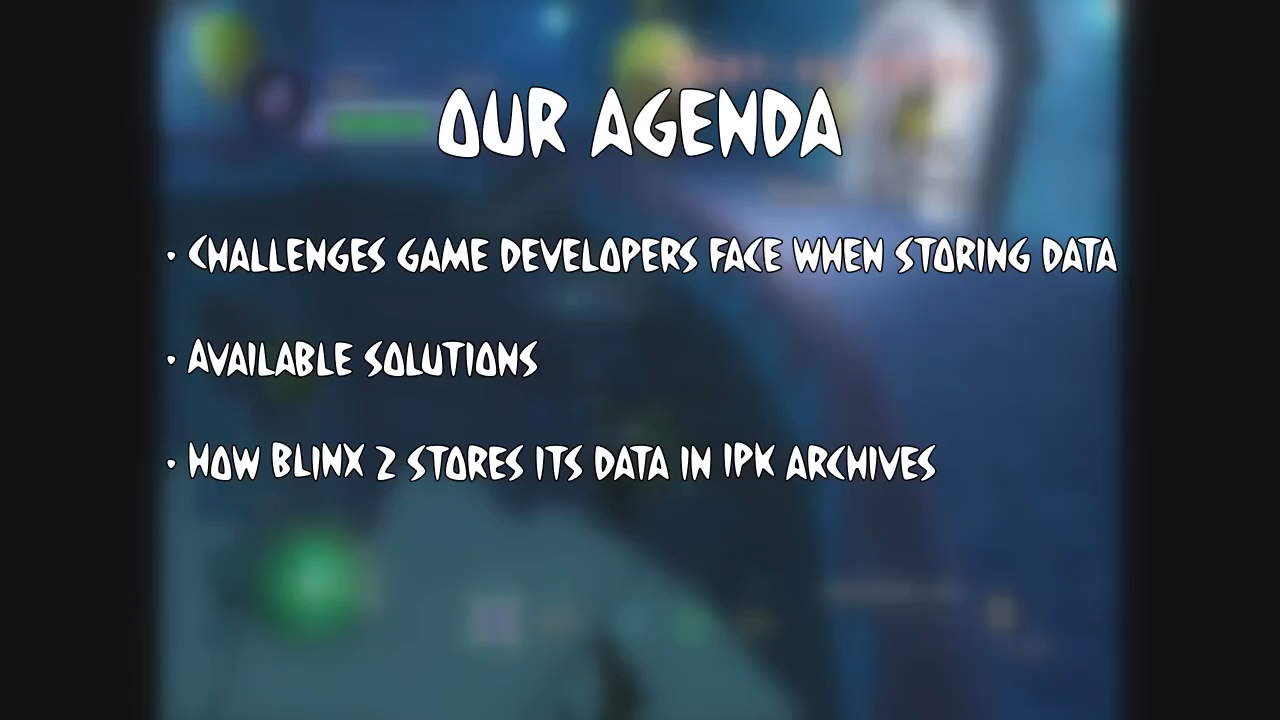 OUR AGENDA
• CHALLENGES GAME DEVELOPERS FACE WHEN STORING DATA
• AVAILABLE SOLUTIONS
• HOW BLINX 2 STORES ITS DATA IN IPK ARCHIVES